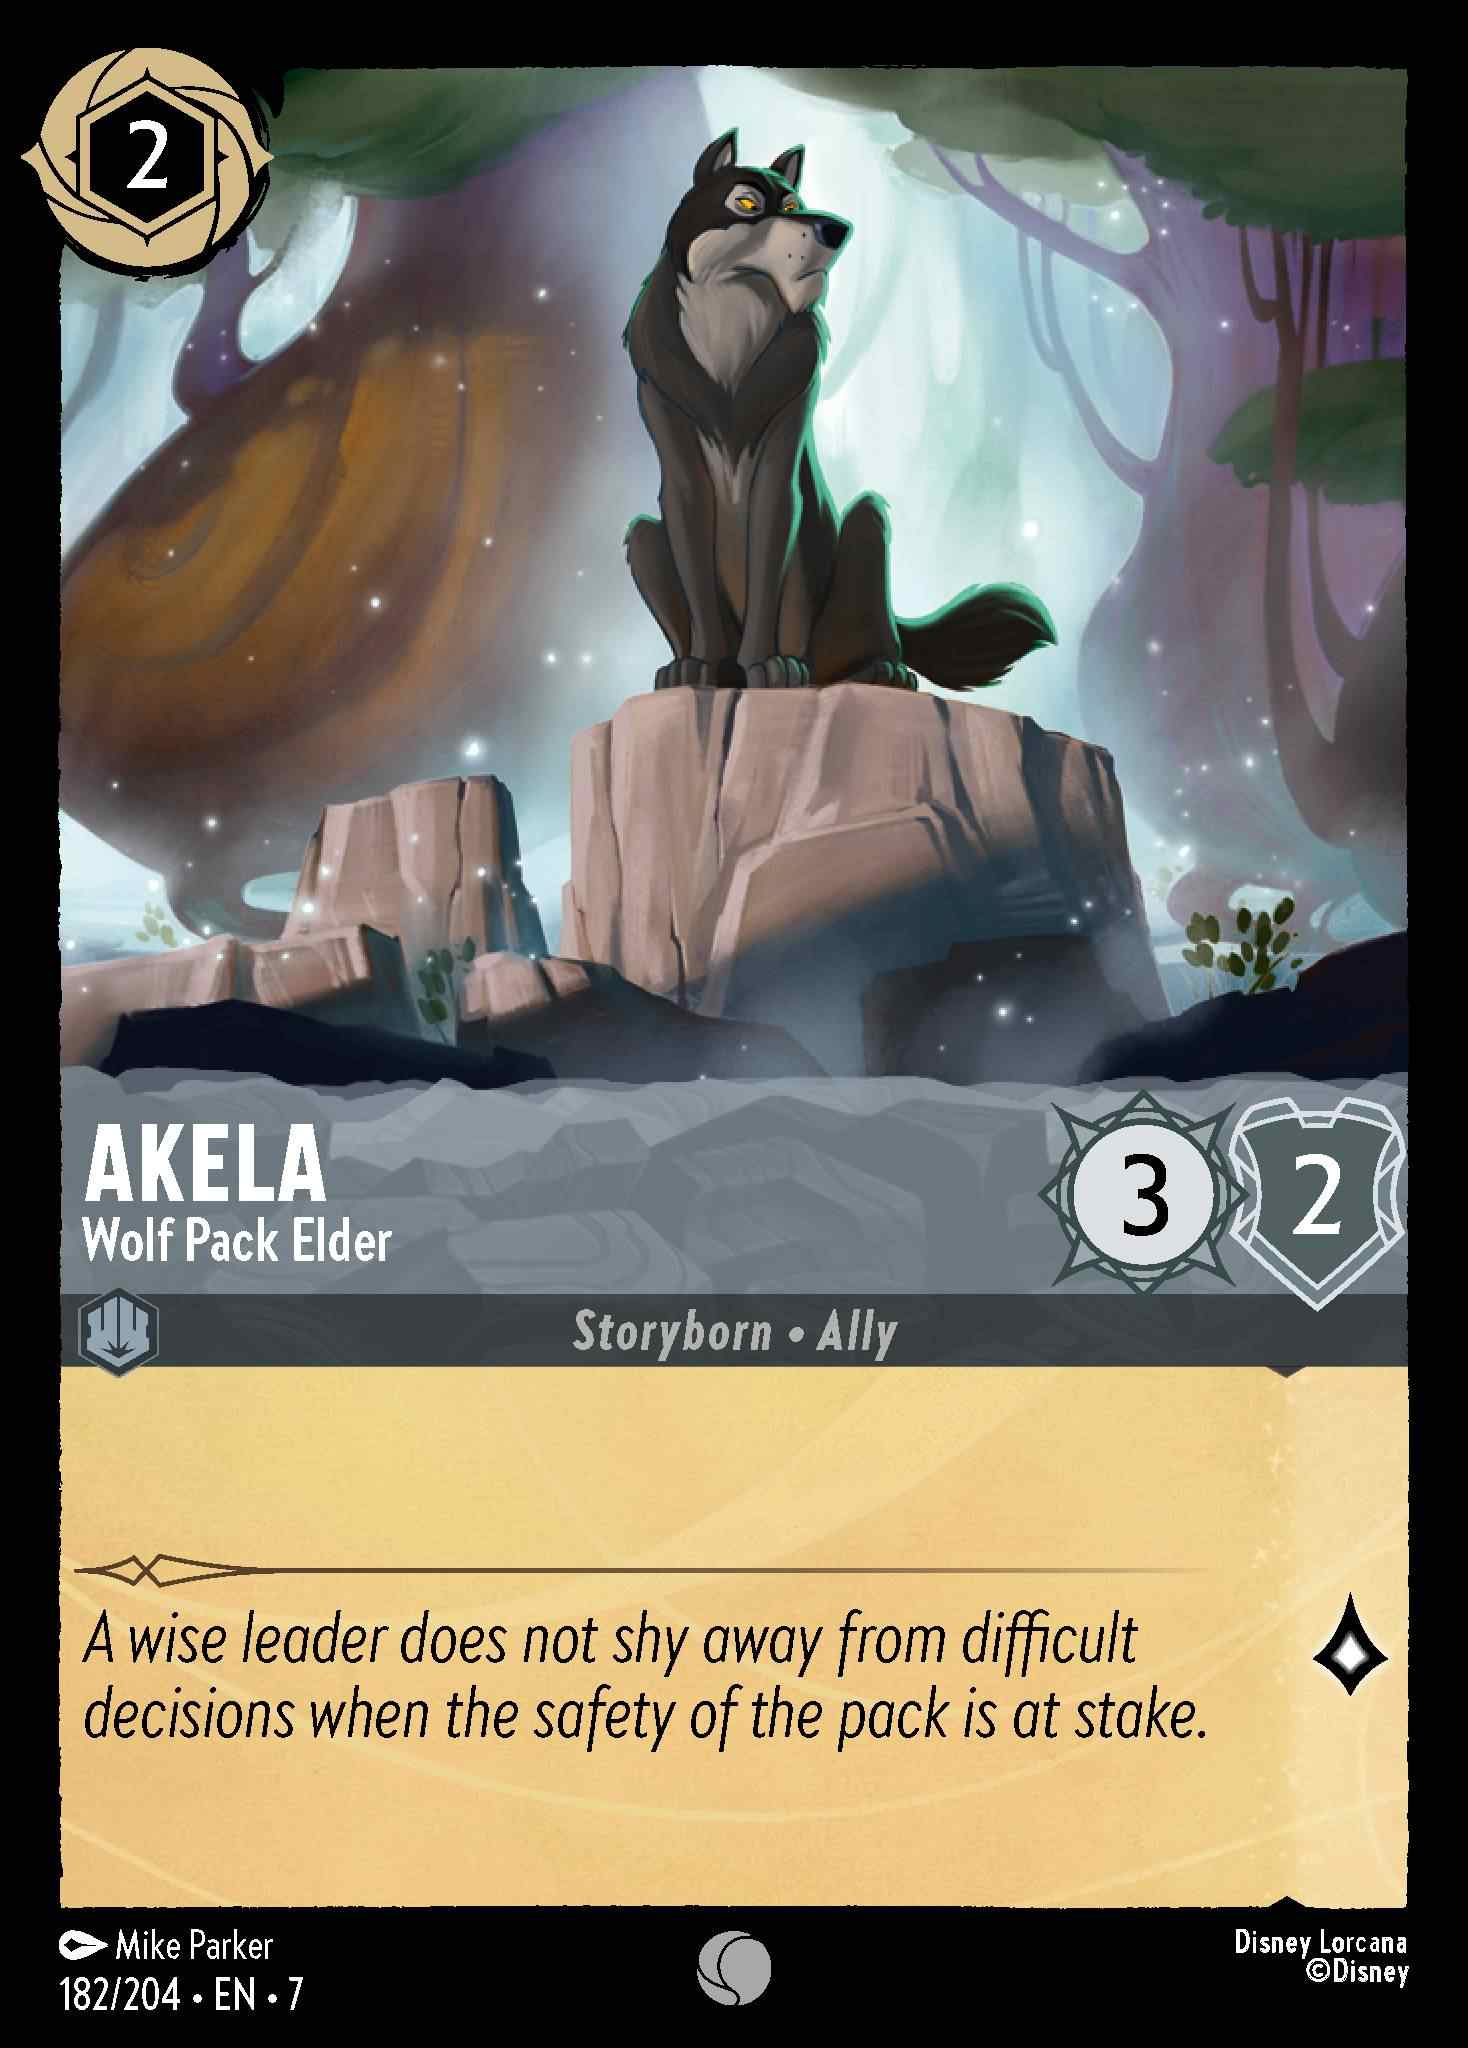 2
AKELA
Wolf Pack Elder
3
2
Storyborn • Ally
A wise leader does not shy away from difficult
decisions when the safety of the pack is at stake.
Mike Parker
182/204 • EN • 7
Disney Lorcana
©Disney